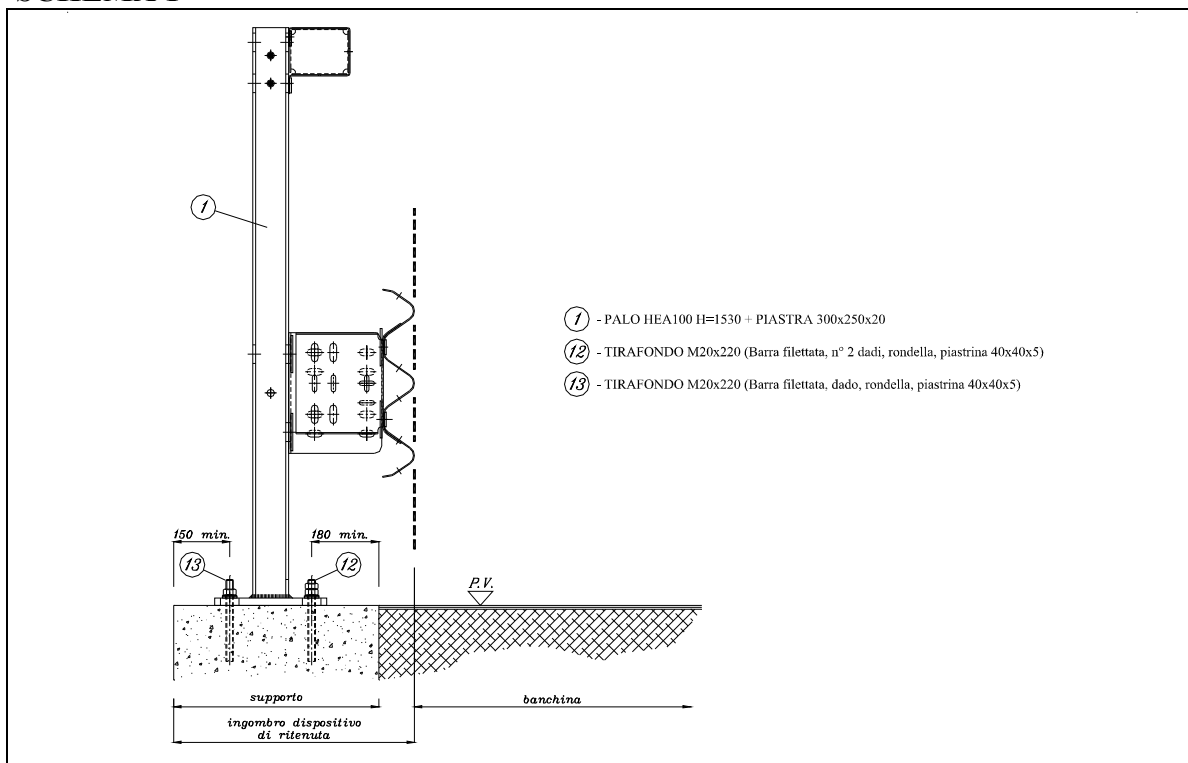 1
1 - PALO HEA100 H=1530 + PIASTRA 300x250x20
12 - TIRAFONDO M20x220 (Barra filettata, n° 2 dadi, rondella, piastrina 40x40x5)
13 - TIRAFONDO M20x220 (Barra filettata, dado, rondella, piastrina 40x40x5)
150 min.
180 min.
13
12
P.V.
supporto
banchina
ingombro dispositivo
di ritenuta